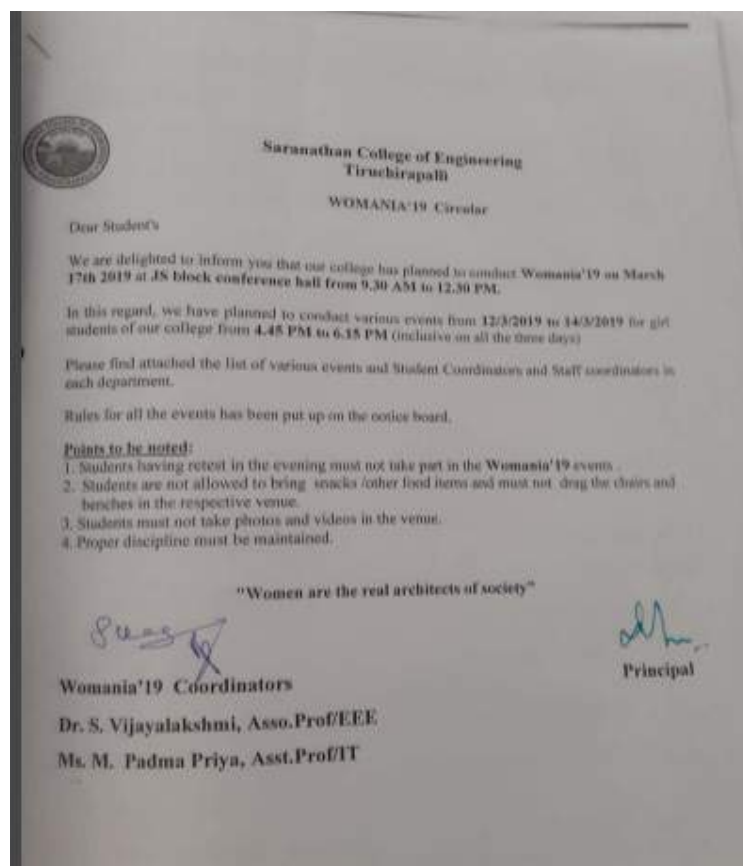 Saranathan College of Engineering
Tiruchirapalli
WOMANIA'19 Circular
Dear Student's
We are delighted to inform you that our college has planned to conduct Womania'19 on March
17th 2019 at JS block conference hall from 9.30 AM to 12.30 PM.
In this regard, we have planned to conduct various events from 12/3/2019 to 14/3/2019 for girl
students of our college from 4.45 PM to 6.15 PM (inclusive on all the three days)
Please find attached the list of various events and Student Coordinators and Staff coordinators in
each department.
Rules for all the events has been put up on the notice board.
Points to be noted:
1. Students having retest in the evening must not take part in the Womania'19 events .
2. Students are not allowed to bring snacks /other food items and must not drag the chairs and
benches in the respective venue.
3. Students must not take photos and videos in the venue.
4. Proper discipline must be maintained.
"Women are the real architects of society"
Principal
Womania'19 Coordinators
Dr. S. Vijayalakshmi, Asso.Prof/EEE
Ms. M. Padma Priya, Asst.Prof/IT